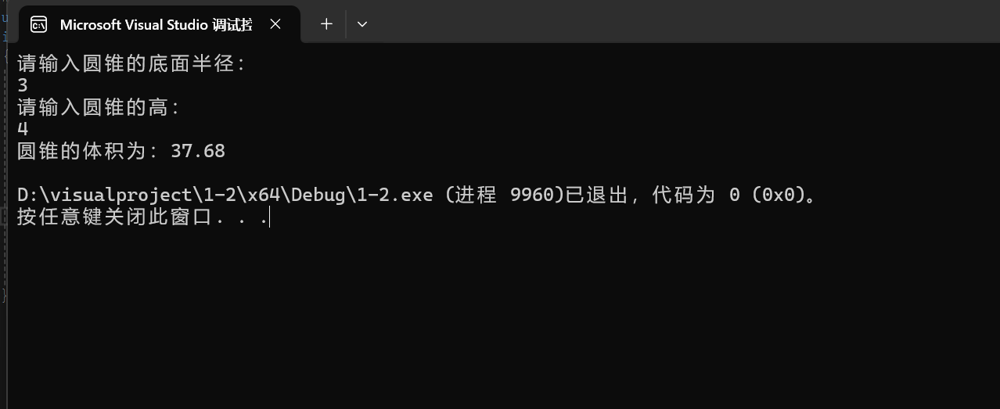 Microsoft Visual Studio 调试控
请输入圆锥的底面半径：
3
请输入圆锥的高：
4
圆锥的体积为：37.68
D:\visualproject\1-2\x64\Debug\1-2.exe (进程 9960)已退出，代码为 0 (0x0)。
按任意键关闭此窗口. . .